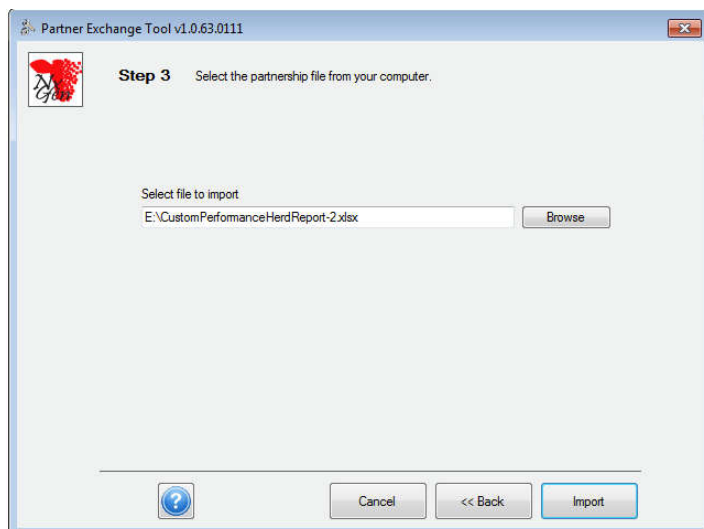 Partner Exchange Tool v1.0.63.0111
Step 3 Select the partnership file from your computer.
Select file to import
E:\CustomPerformanceHerdReport-2.xlsx Browse
? Cancel << Back Import